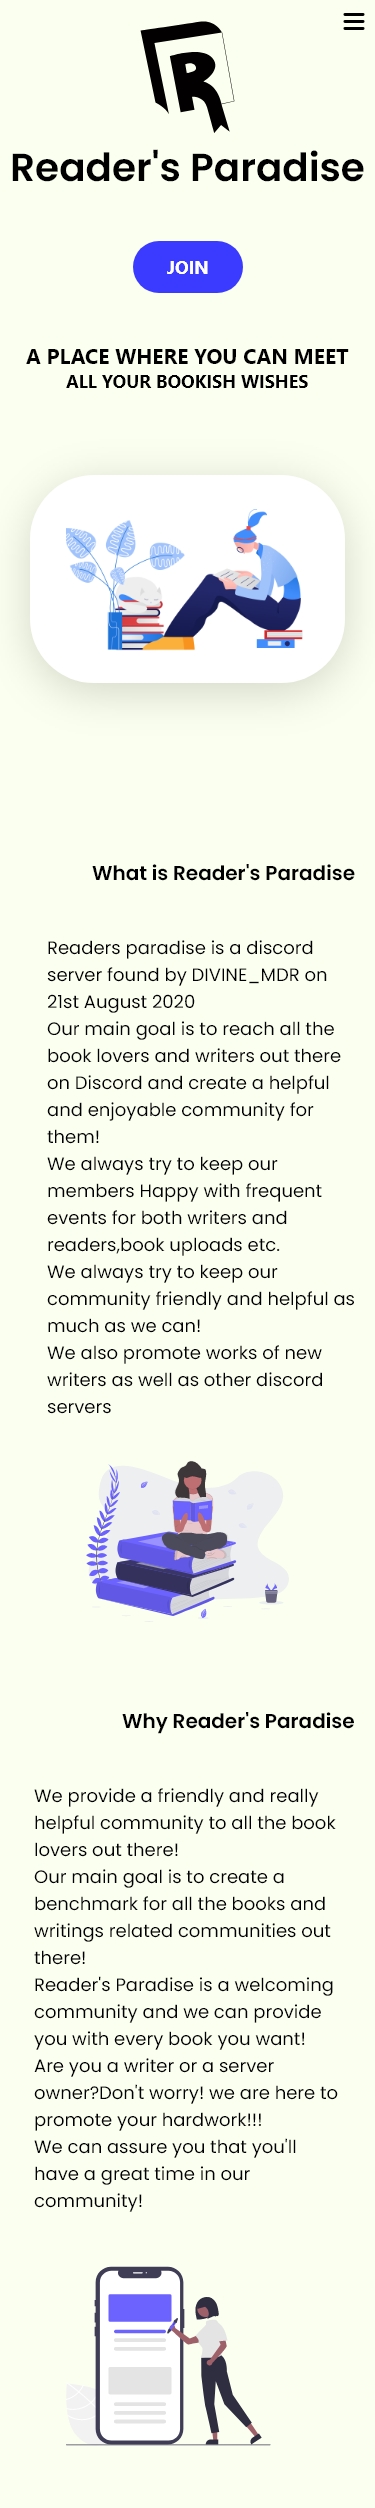 R
Reader's Paradise
JOIN
A PLACE WHERE YOU CAN MEET
ALL YOUR BOOKISH WISHES
What is Reader's Paradise
Readers paradise is a discord
server found by DIVINE_MDR on
21st August 2020
Our main goal is to reach all the
book lovers and writers out there
on Discord and create a helpful
and enjoyable community for
them!
We always try to keep our
members Happy with frequent
events for both writers and
readers,book uploads etc.
We always try to keep our
community friendly and helpful as
much as we can!
We also promote works of new
writers as well as other discord
servers
Why Reader's Paradise
We provide a friendly and really
helpful community to all the book
lovers out there!
Our main goal is to create a
benchmark for all the books and
writings related communities out
there!
Reader's Paradise is a welcoming
community and we can provide
you with every book you want!
Are you a writer or a server
owner?Don't worry! we are here to
promote your hardwork!!!
We can assure you that you'll
have a great time in our
community!